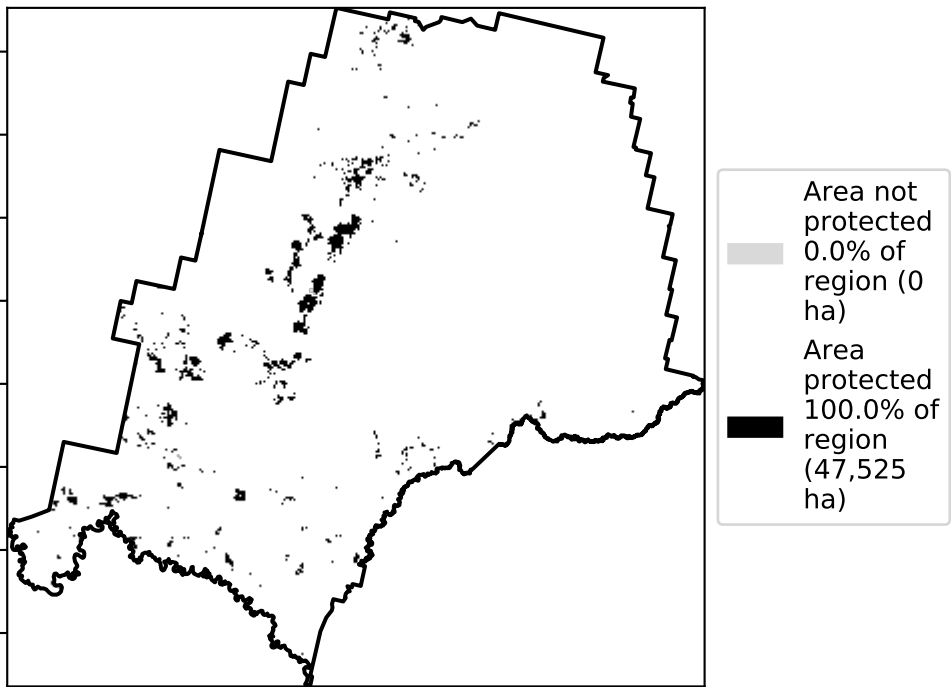 Area not
protected
0.0% of
region (0
ha)
Area
protected
100.0% of
region
(47,525
ha)